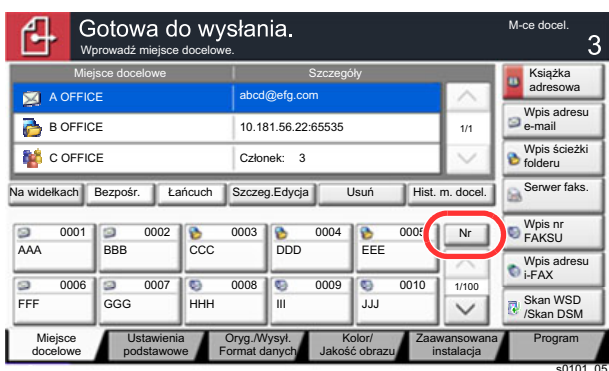 Gotowa do wysłania.
Wprowadź miejsce docelowe.
M-ce docel.
3
Miejsce docelowe Szczegóły
A OFFICE abcd@efg.com
B OFFICE 10.181.56.22:65535 1/1
C OFFICE Członek: 3
Na widełkach Bezpośr. Łańcuch Szczeg.Edycja Usuń Hist. m. docel.
0001 0002 0003 0004 0005 Nr
AAA BBB CCC DDD EEE
0006 0007 0008 0009 0010 1/100
FFF GGG HHH III JJJ
Książka
adresowa
Wpis adresu
e-mail
Wpis ścieżki
folderu
Serwer faks.
Wpis nr
FAKSU
Wpis adresu
i-FAX
Skan WSD
/Skan DSM
Miejsce Ustawienia Oryg./Wysył. Kolor/ Zaawansowana Program
docelowe podstawowe Format danych Jakość obrazu instalacja
s0101_05